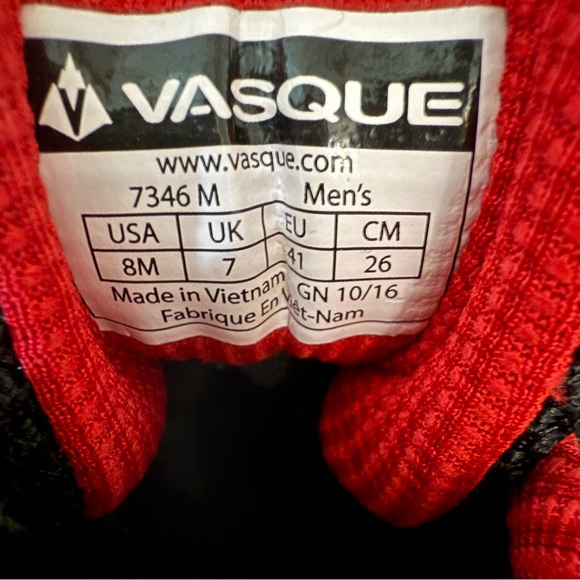 VASQUE
www.vasque.com
7346 M Men's
USA UK EU CM
8M 7 41 26
Made in Vietnam GN 10/16
Fabrique En Viêt-Nam